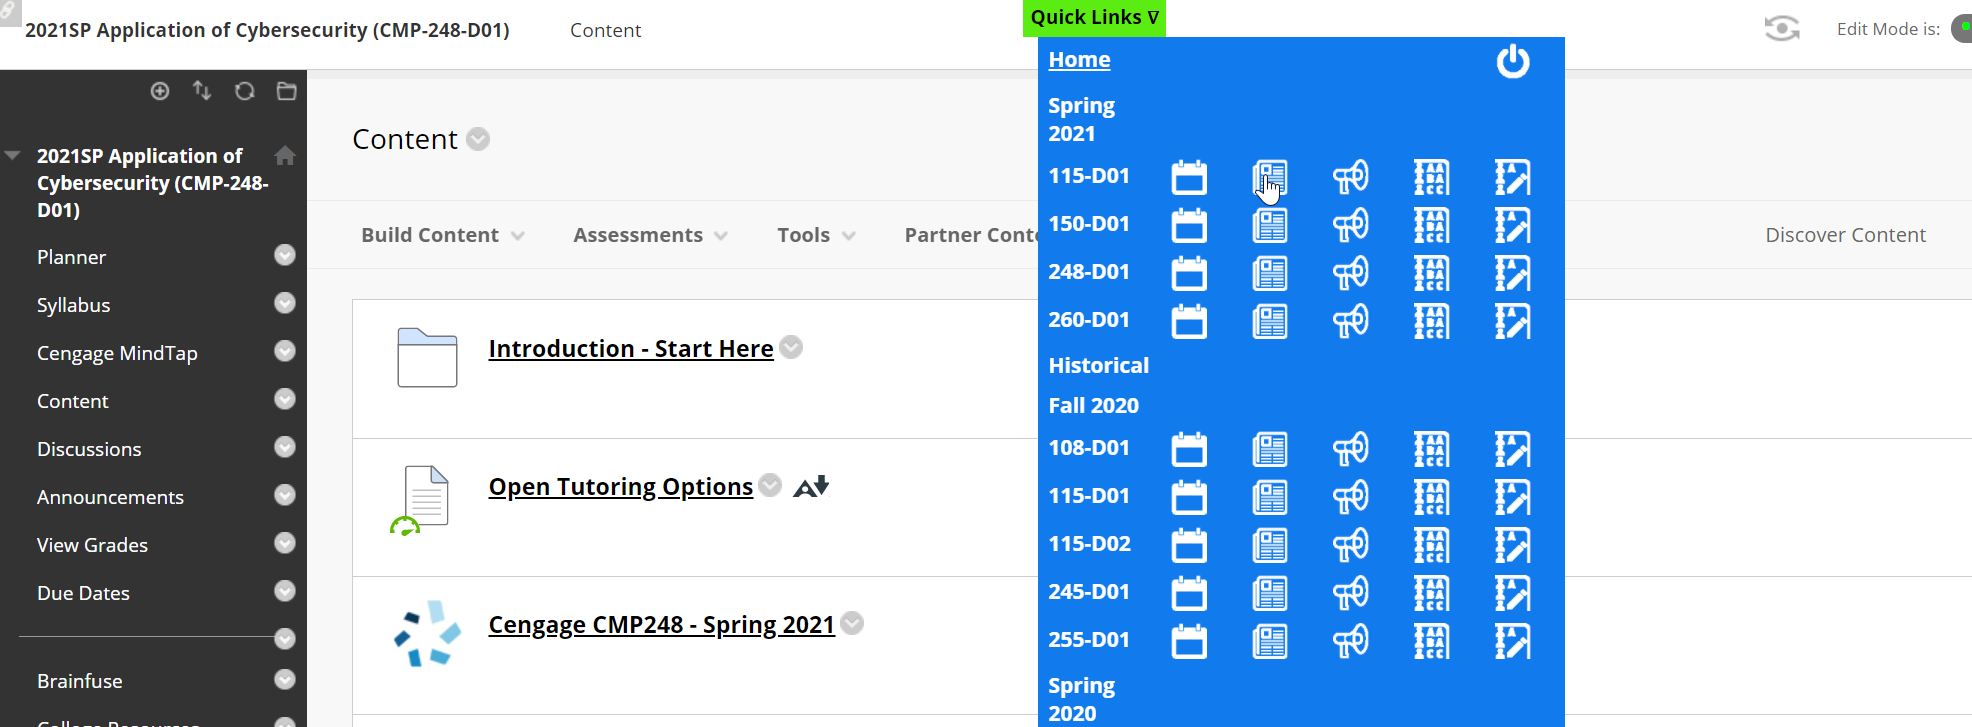 2021SP Application of Cybersecurity (CMP-248-D01)
Content
Quick Links ∇
Edit Mode is:
Home
Spring
2021
115-D01
150-D01
248-D01
260-D01
Historical
Fall 2020
108-D01
115-D01
115-D02
245-D01
255-D01
Spring
2020
2021SP Application of
Cybersecurity (CMP-248-
D01)
Planner
Syllabus
Cengage MindTap
Content
Discussions
Announcements
View Grades
Due Dates
Brainfuse
Content
Build Content
Assessments
Tools
Partner Conte
Discover Content
Introduction - Start Here
Open Tutoring Options
Cengage CMP248 - Spring 2021